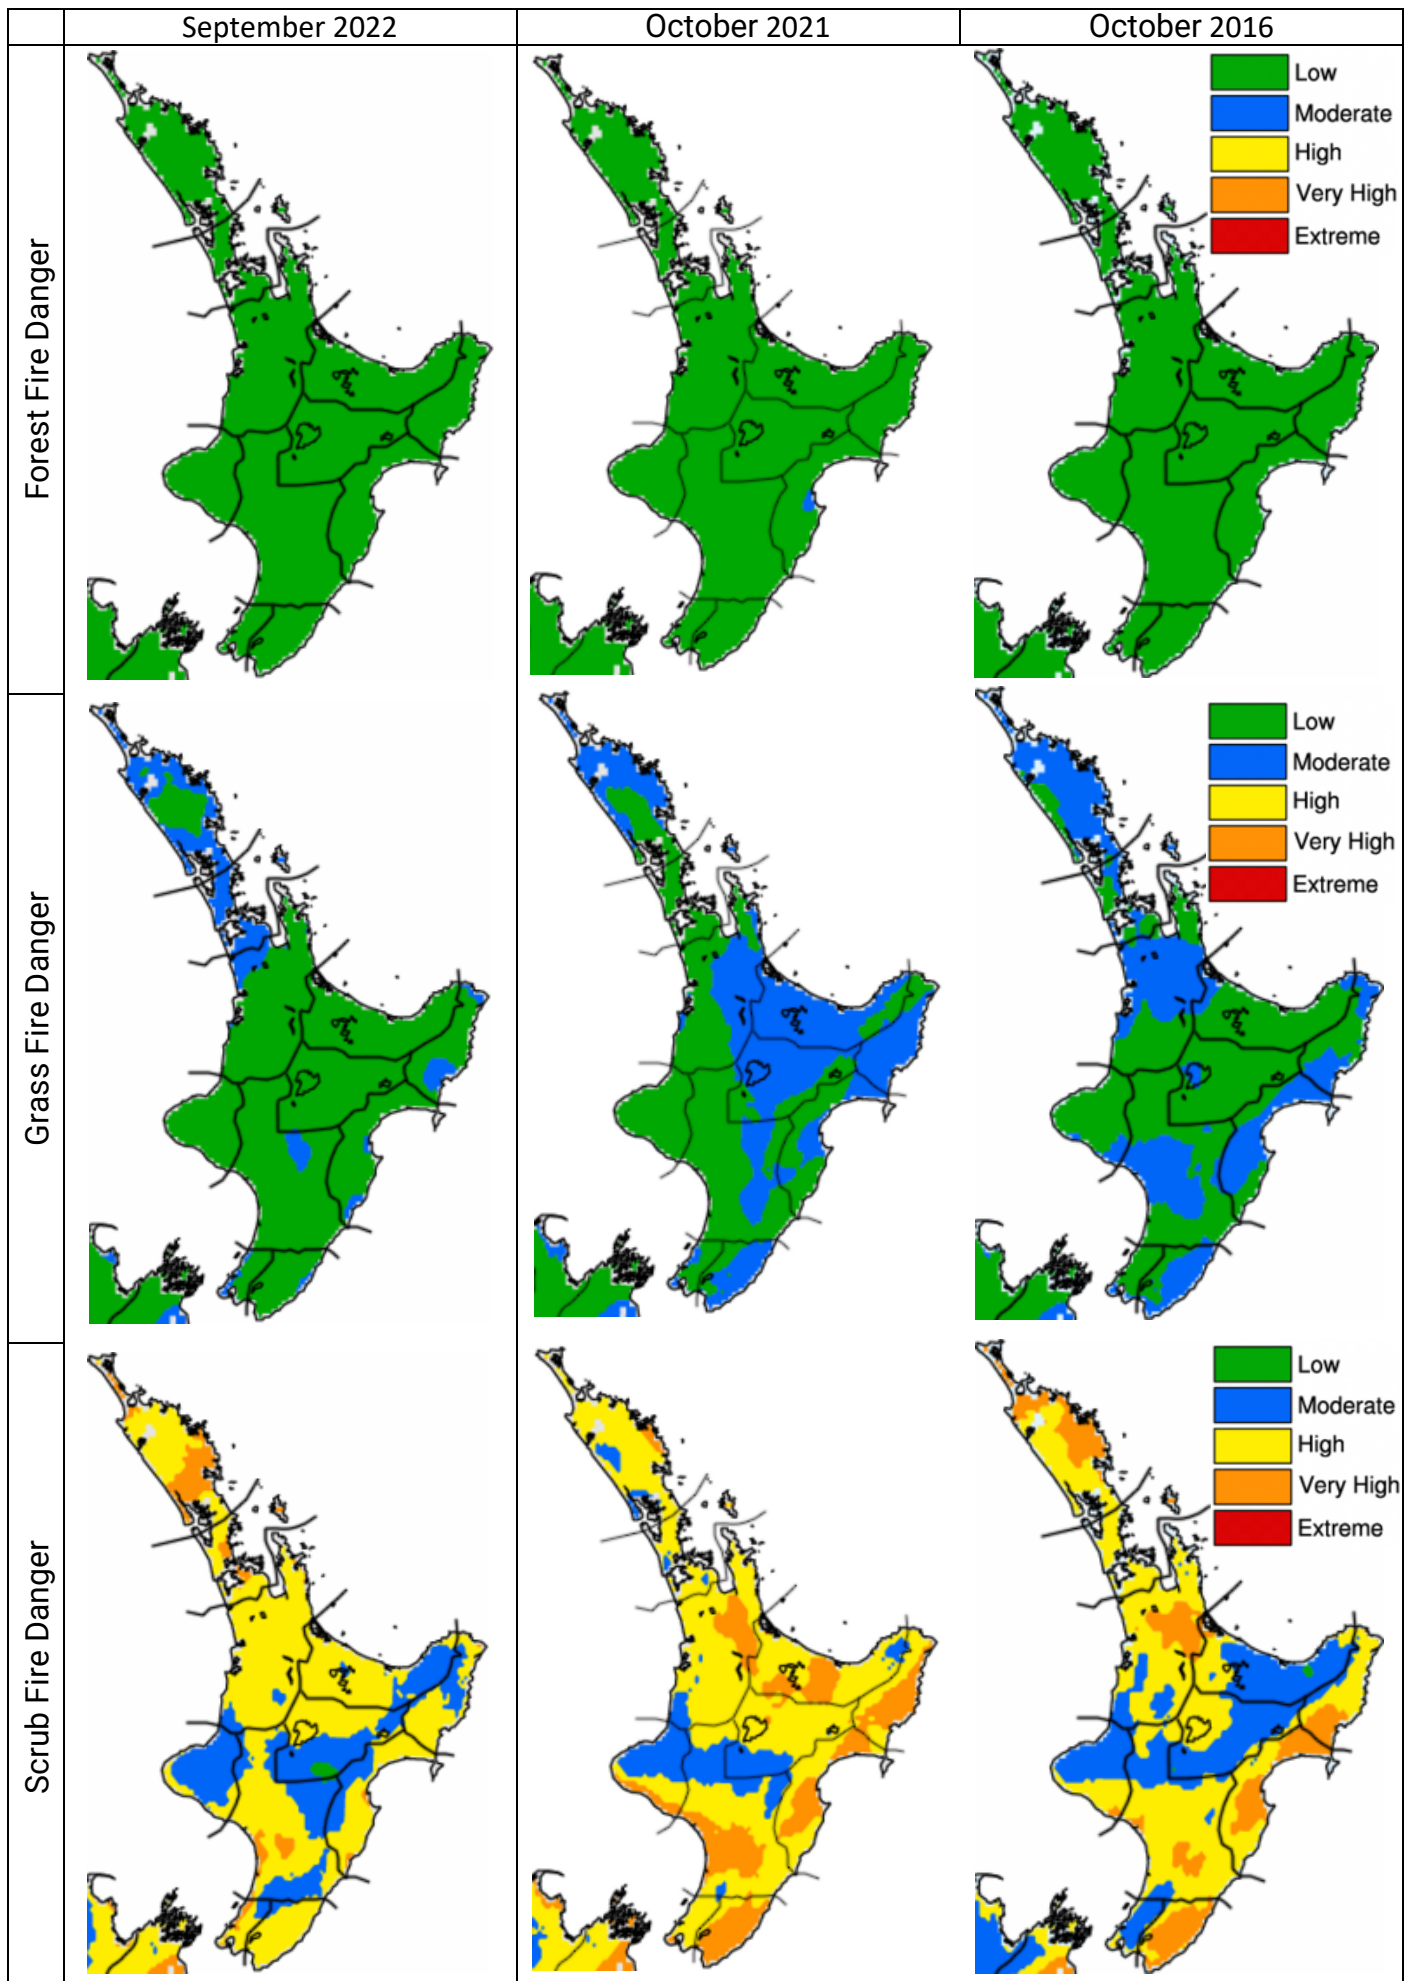 September 2022
October 2021
October 2016
Forest Fire Danger
Low
Moderate
High
Very High
Extreme
Grass Fire Danger
Low
Moderate
High
Very High
Extreme
Scrub Fire Danger
Low
Moderate
High
Very High
Extreme